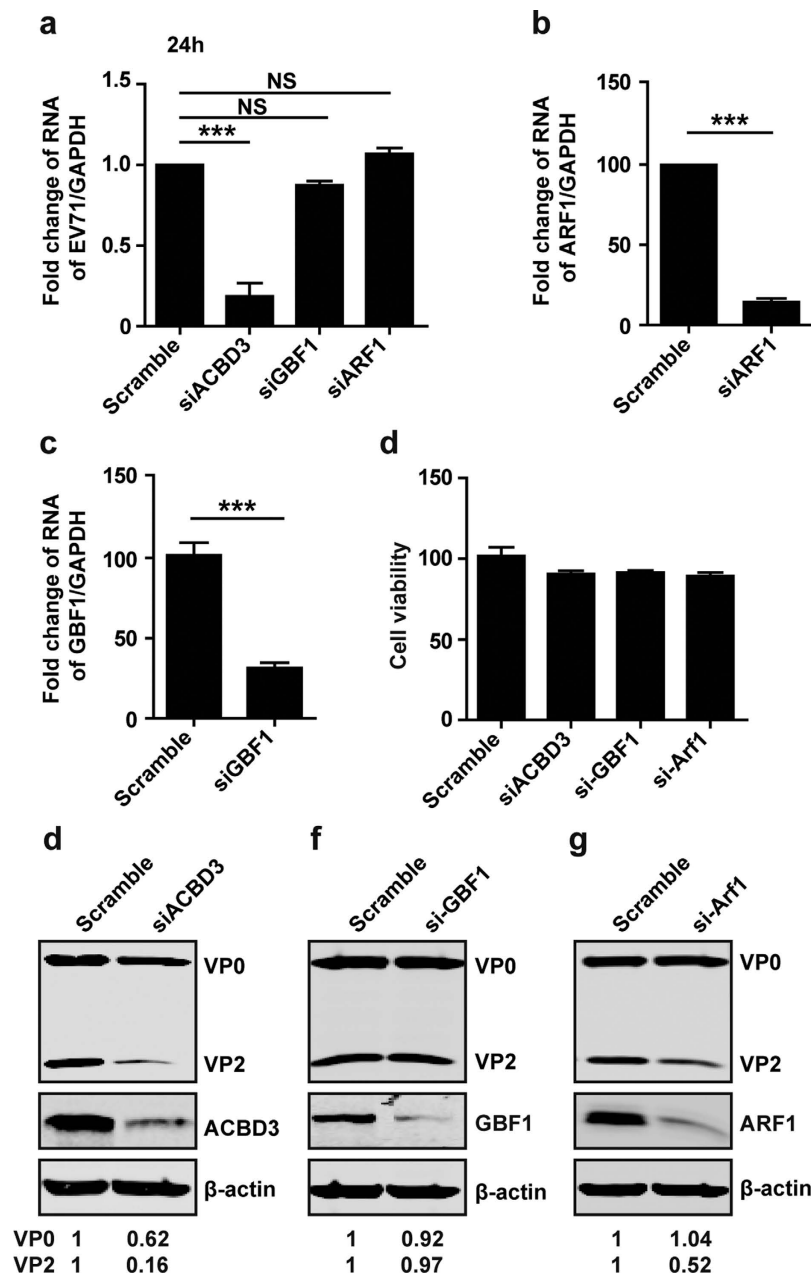 a
24h
Fold change of RNA
of EV71/GAPDH
1.5
1.0
0.5
0
NS
NS
***
Scramble
siACBD3
siGBF1
siARF1
b
Fold change of RNA
of ARF1/GAPDH
150
100
50
0
***
Scramble
siARF1
c
Fold change of RNA
of GBF1/GAPDH
150
100
50
0
***
Scramble
siGBF1
d
Cell viability
150
100
50
0
Scramble
siACBD3
si-GBF1
si-Arf1
d
Scramble
siACBD3
VP0
VP2
ACBD3
β-actin
VP0 1 0.62
VP2 1 0.16
f
Scramble
si-GBF1
VP0
VP2
GBF1
β-actin
1 0.92
1 0.97
g
Scramble
si-Arf1
VP0
VP2
ARF1
β-actin
1 1.04
1 0.52